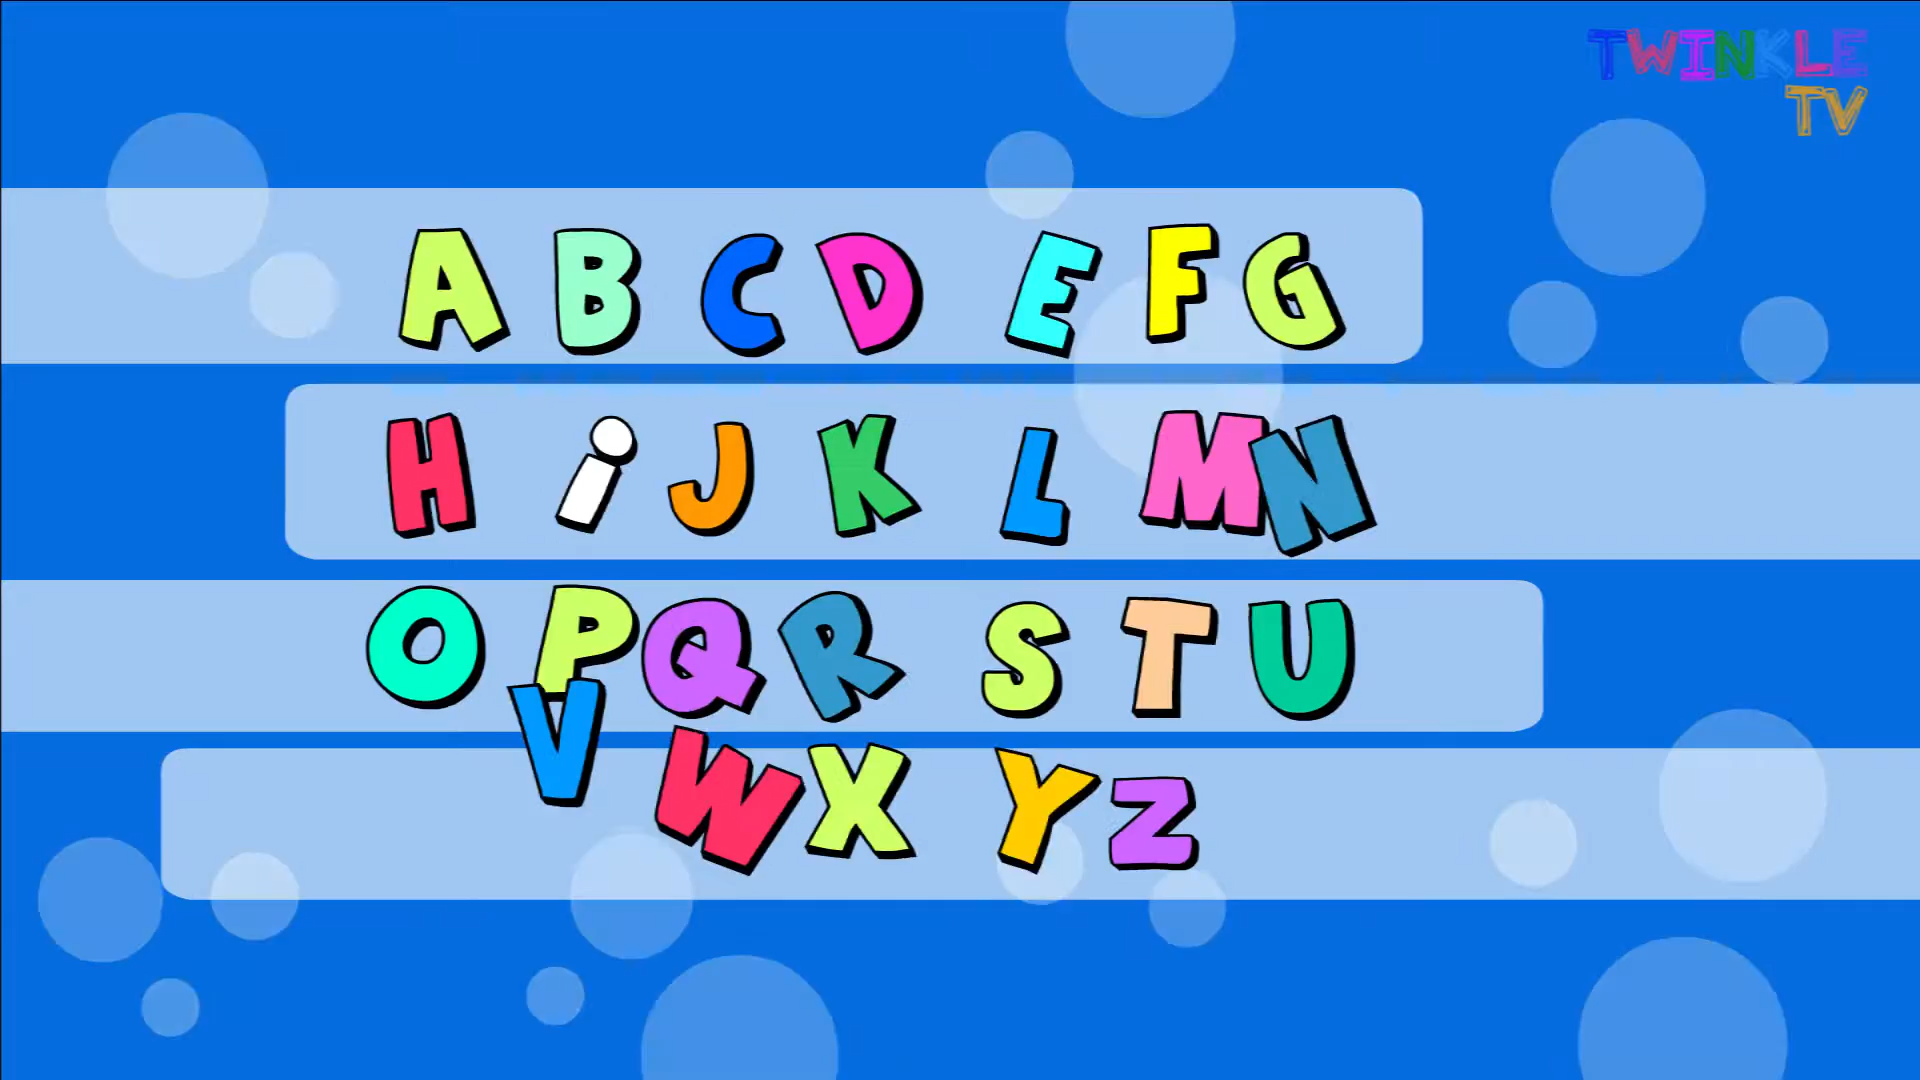 TWINKLE
TV
A B C D E F G
H i J K L M N
O P Q R S T U
V W X Y Z